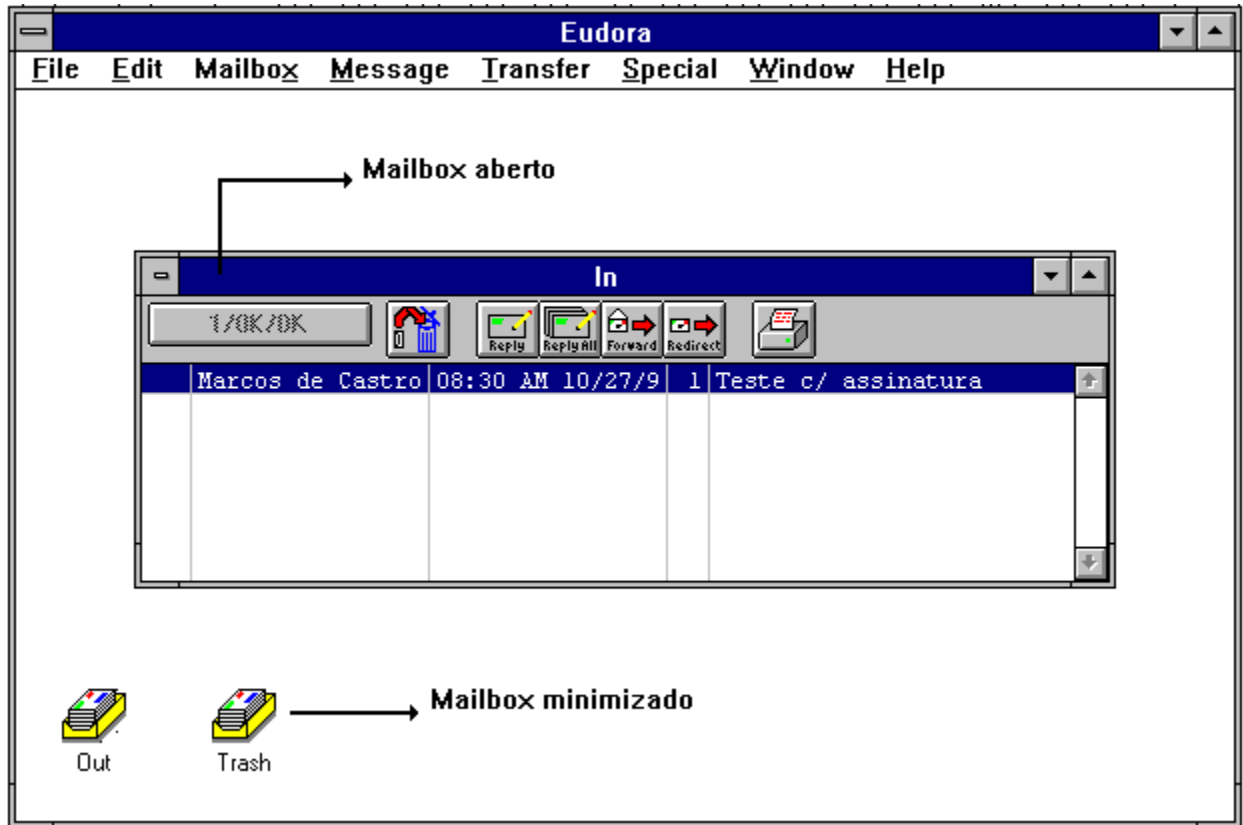 Eudora
File Edit Mailbox Message Transfer Special Window Help
Mailbox aberto
In
1/0K/0K
Reply Reply All Forward Redirect
Marcos de Castro 08:30 AM 10/27/9 1 Teste c/ assinatura
Mailbox minimizado
Out Trash